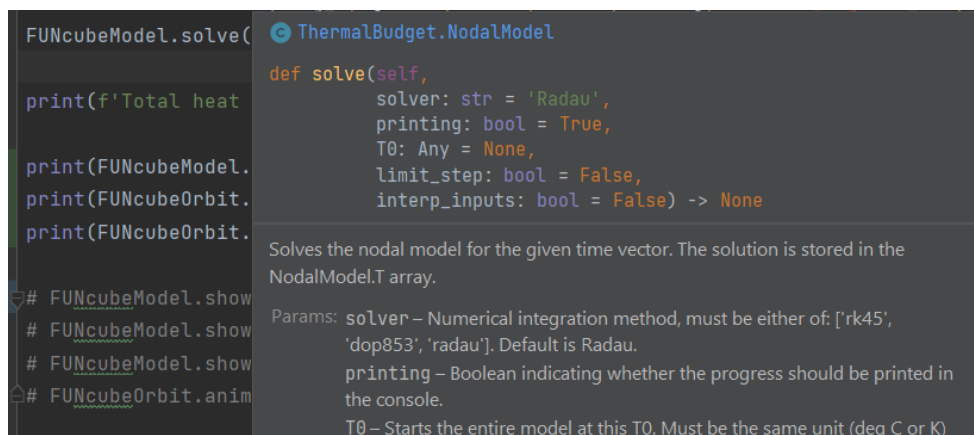 FUNcubeModel.solve(
print(f'Total heat
print(FUNcubeModel.
print(FUNcubeOrbit.
print(FUNcubeOrbit.
# FUNcubeModel.show
# FUNcubeModel.show
# FUNcubeModel.show
# FUNcubeOrbit.anim
C ThermalBudget.NodalModel
def solve(self,
solver: str = 'Radau',
printing: bool = True,
T0: Any = None,
limit_step: bool = False,
interp_inputs: bool = False) -> None
Solves the nodal model for the given time vector. The solution is stored in the
NodalModel.T array.
Params: solver – Numerical integration method, must be either of: ['rk45',
'dop853', 'radau']. Default is Radau.
printing – Boolean indicating whether the progress should be printed in
the console.
T0 – Starts the entire model at this T0. Must be the same unit (deg C or K)